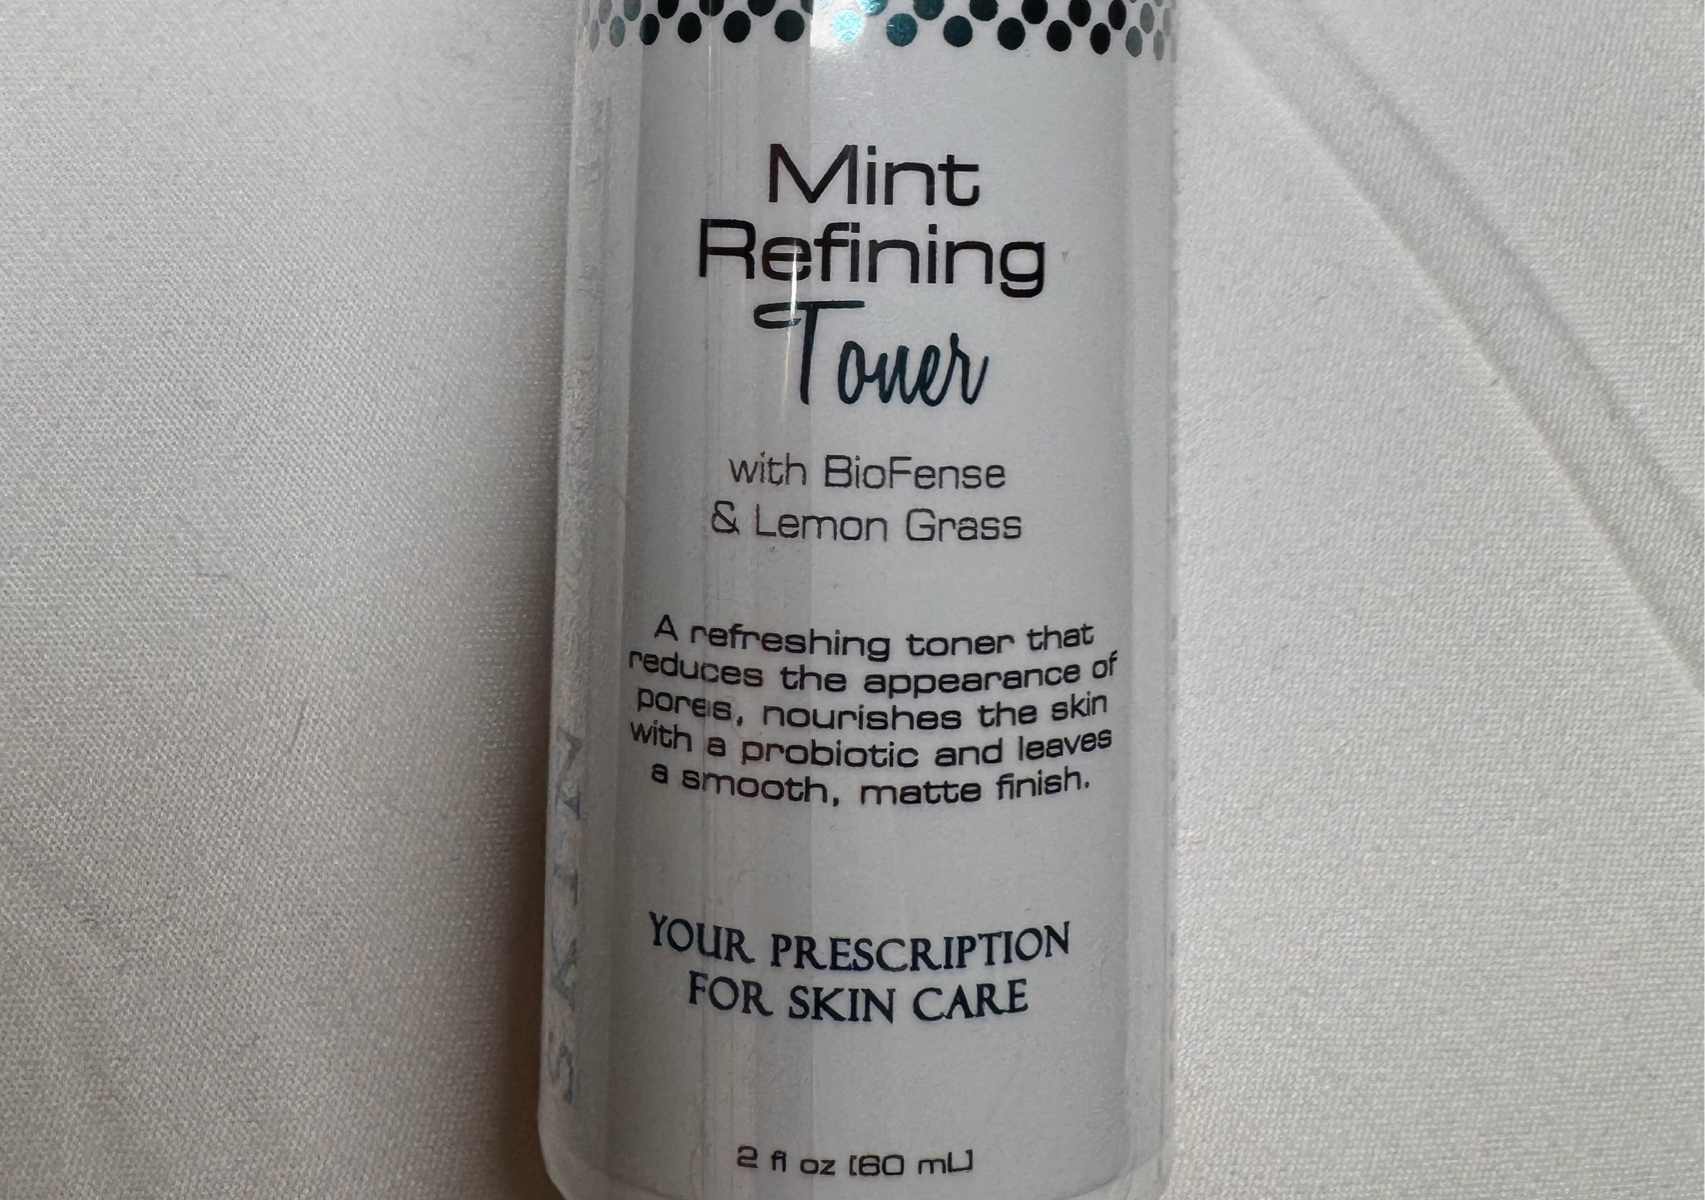 Mint
Refining
Toner
with BioFense
& Lemon Grass
A refreshing toner that
reduces the appearance of
pores, nourishes the skin
with a probiotic and leaves
a smooth, matte finish.
YOUR PRESCRIPTION
FOR SKIN CARE
2 fl oz (60 mL)